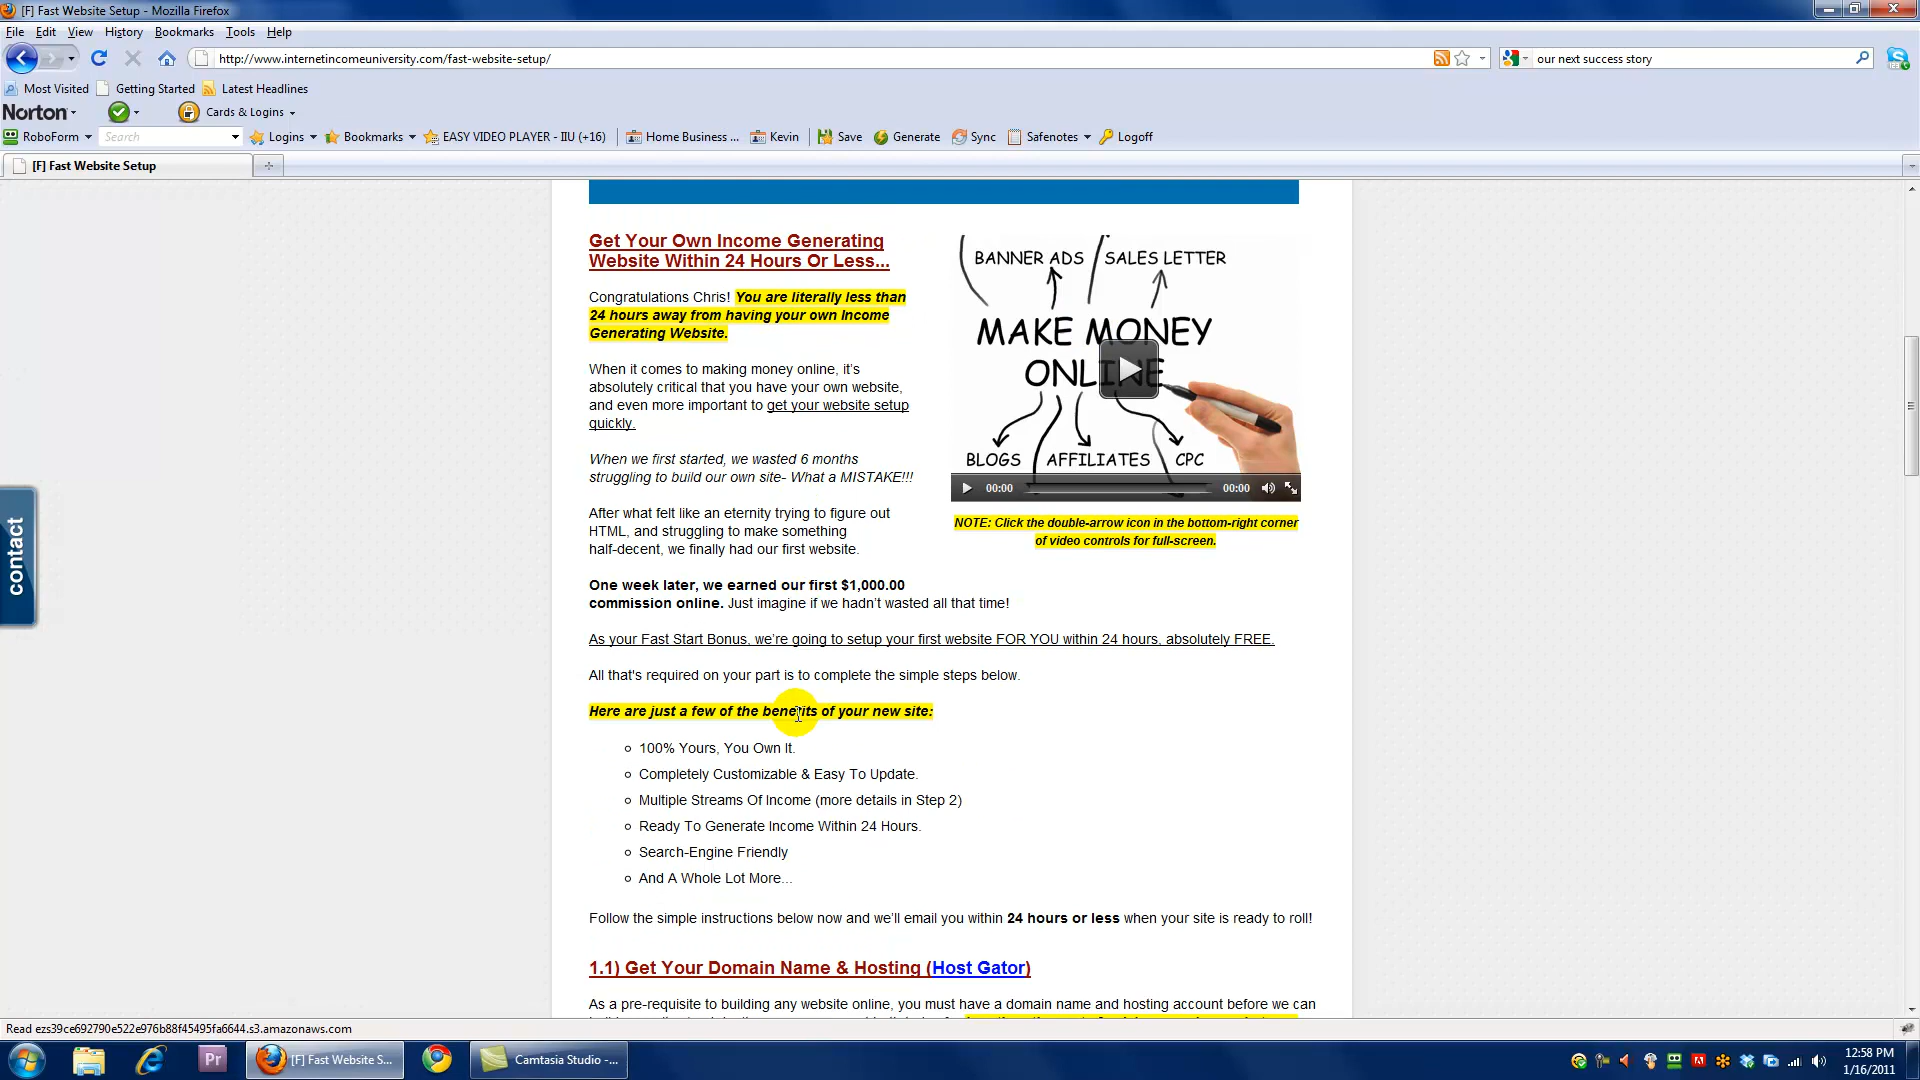 [F] Fast Website Setup - Mozilla Firefox
File Edit View History Bookmarks Tools Help
http://www.internetincomeuniversity.com/fast-website-setup/ our next success story
Most Visited Getting Started Latest Headlines
Norton Cards & Logins
RoboForm Search Logins Bookmarks EASY VIDEO PLAYER - IIU (+16) Home Business ... Kevin Save Generate Sync Safenotes Logoff
[F] Fast Website Setup
Get Your Own Income Generating
Website Within 24 Hours Or Less...
Congratulations Chris! You are literally less than
24 hours away from having your own Income
Generating Website.
When it comes to making money online, it's
absolutely critical that you have your own website,
and even more important to get your website setup
quickly.
When we first started, we wasted 6 months
struggling to build our own site- What a MISTAKE!!!
After what felt like an eternity trying to figure out
HTML, and struggling to make something
half-decent, we finally had our first website.
BANNER ADS SALES LETTER
MAKE MONEY
ONLINE
BLOGS AFFILIATES CPC
00:00 00:00
NOTE: Click the double-arrow icon in the bottom-right corner
of video controls for full-screen.
One week later, we earned our first $1,000.00
commission online. Just imagine if we hadn't wasted all that time!
As your Fast Start Bonus, we're going to setup your first website FOR YOU within 24 hours, absolutely FREE.
All that's required on your part is to complete the simple steps below.
Here are just a few of the benefits of your new site:
100% Yours, You Own It.
Completely Customizable & Easy To Update.
Multiple Streams Of Income (more details in Step 2)
Ready To Generate Income Within 24 Hours.
Search-Engine Friendly
And A Whole Lot More...
Follow the simple instructions below now and we'll email you within 24 hours or less when your site is ready to roll!
1.1) Get Your Domain Name & Hosting (Host Gator)
As a pre-requisite to building any website online, you must have a domain name and hosting account before we can
contact
Read ezs39ce692790e522e976b88f45495fa6644.s3.amazonaws.com
Pr [F] Fast Website S... Camtasia Studio -...
12:58 PM
1/16/2011